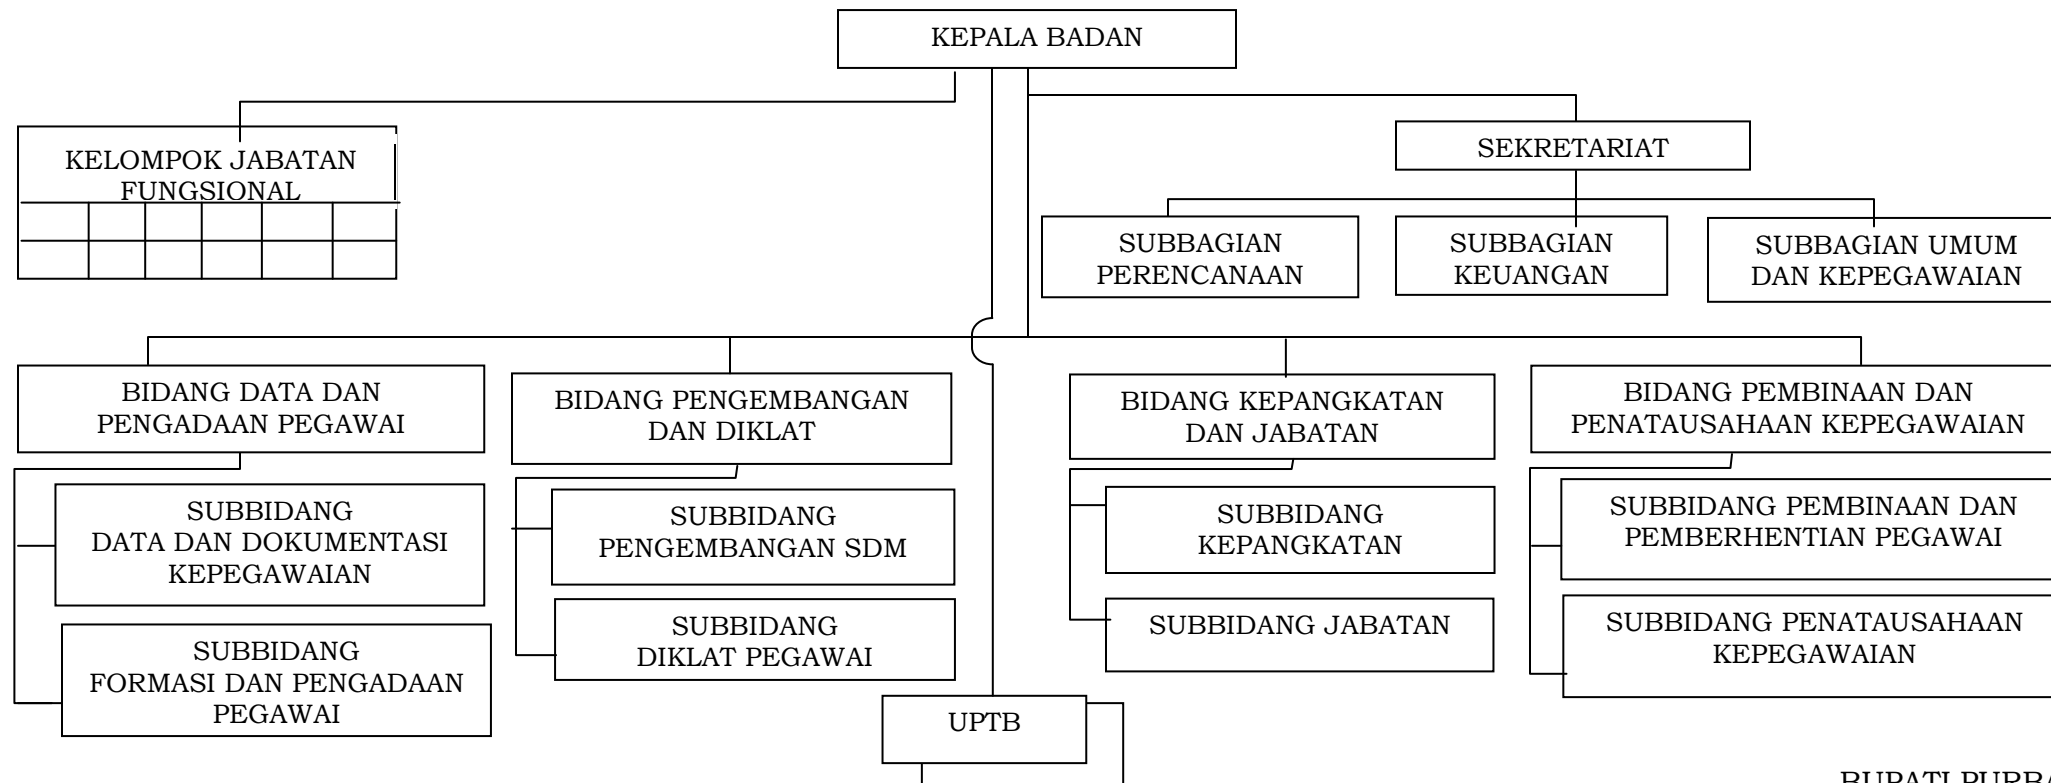 KEPALA BADAN
KELOMPOK JABATAN
FUNGSIONAL
SEKRETARIAT
SUBBAGIAN
PERENCANAAN
SUBBAGIAN
KEUANGAN
SUBBAGIAN UMUM
DAN KEPEGAWAIAN
BIDANG DATA DAN
PENGADAAN PEGAWAI
BIDANG PENGEMBANGAN
DAN DIKLAT
BIDANG KEPANGKATAN
DAN JABATAN
BIDANG PEMBINAAN DAN
PENATAUSAHAAN KEPEGAWAIAN
SUBBIDANG
DATA DAN DOKUMENTASI
KEPEGAWAIAN
SUBBIDANG
PENGEMBANGAN SDM
SUBBIDANG
KEPANGKATAN
SUBBIDANG PEMBINAAN DAN
PEMBERHENTIAN PEGAWAI
SUBBIDANG
FORMASI DAN PENGADAAN
PEGAWAI
SUBBIDANG
DIKLAT PEGAWAI
SUBBIDANG JABATAN
SUBBIDANG PENATAUSAHAAN
KEPEGAWAIAN
UPTB
BUPATI